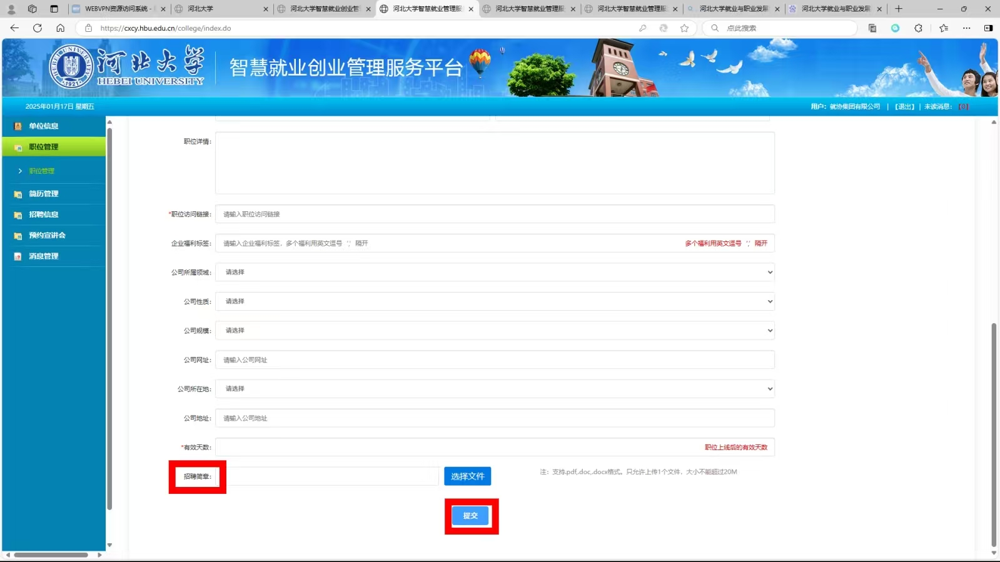 WEBVPN资源访问系统 -
河北大学
河北大学智慧就业创业管
河北大学智慧就业管理服
河北大学智慧就业管理服
河北大学智慧就业管理服
河北大学就业与职业发展
河北大学就业与职业发展
https://cxcy.hbu.edu.cn/college/index.do
点此搜索
HEBEI UNIVERSITY
1921
河北大学
HEBEI UNIVERSITY
智慧就业创业管理服务平台
2025年01月17日 星期五
用户：就协集团有限公司 | 【退出】 | 未读消息：【0】
单位信息
职位管理
职位管理
简历管理
招聘信息
预约宣讲会
消息管理
职位详情：
*职位访问链接：
请输入职位访问链接
企业福利标签：
请输入企业福利标签，多个福利用英文逗号 ',' 隔开
多个福利用英文逗号 ',' 隔开
公司所属领域：
请选择
公司性质：
请选择
公司规模：
请选择
公司网址：
请输入公司网址
公司所在地：
请选择
公司地址：
请输入公司地址
*有效天数：
职位上线后的有效天数
招聘简章：
选择文件
注：支持.pdf,.doc,.docx格式。只允许上传1个文件，大小不能超过20M
提交